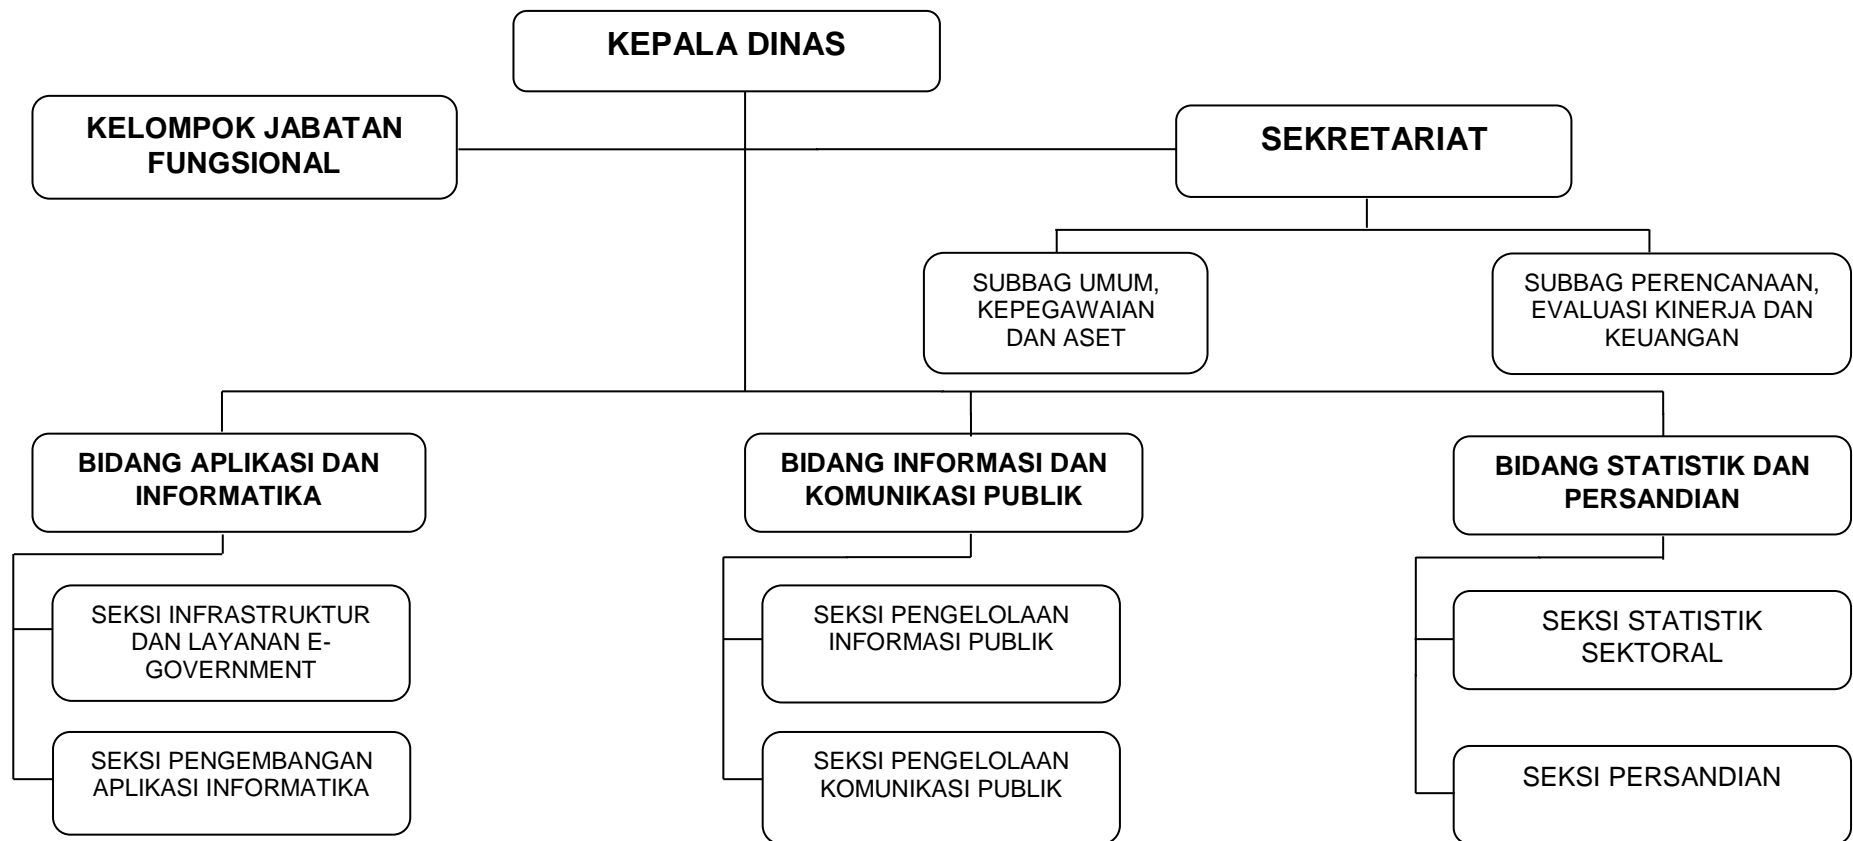 KEPALA DINAS
KELOMPOK JABATAN
FUNGSIONAL
SEKRETARIAT
SUBBAG UMUM,
KEPEGAWAIAN
DAN ASET
SUBBAG PERENCANAAN,
EVALUASI KINERJA DAN
KEUANGAN
BIDANG APLIKASI DAN
INFORMATIKA
BIDANG INFORMASI DAN
KOMUNIKASI PUBLIK
BIDANG STATISTIK DAN
PERSANDIAN
SEKSI INFRASTRUKTUR
DAN LAYANAN E-
GOVERNMENT
SEKSI PENGELOLAAN
INFORMASI PUBLIK
SEKSI STATISTIK
SEKTORAL
SEKSI PENGEMBANGAN
APLIKASI INFORMATIKA
SEKSI PENGELOLAAN
KOMUNIKASI PUBLIK
SEKSI PERSANDIAN